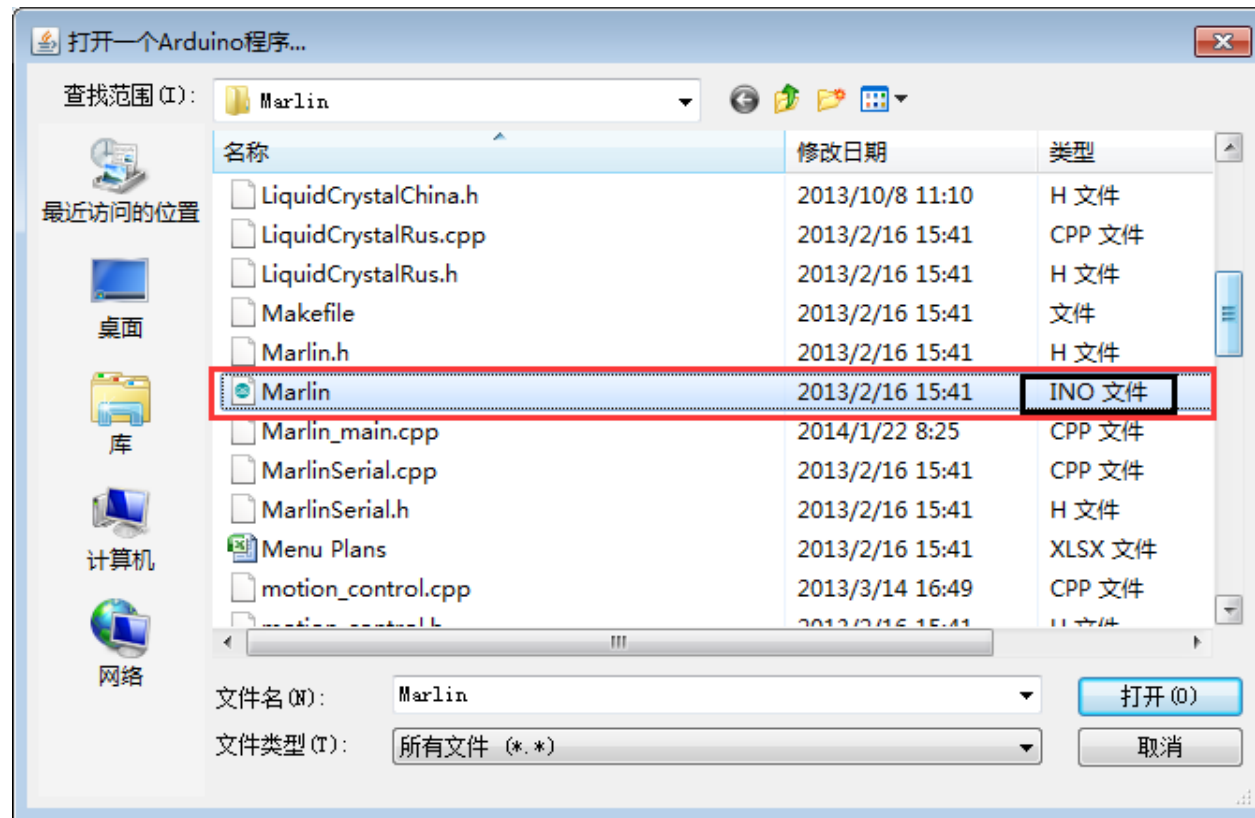 打开一个Arduino程序...
查找范围(I): Marlin
名称 修改日期 类型
LiquidCrystalChina.h 2013/10/8 11:10 H 文件
LiquidCrystalRus.cpp 2013/2/16 15:41 CPP 文件
LiquidCrystalRus.h 2013/2/16 15:41 H 文件
Makefile 2013/2/16 15:41 文件
Marlin.h 2013/2/16 15:41 H 文件
Marlin 2013/2/16 15:41 INO 文件
Marlin_main.cpp 2014/1/22 8:25 CPP 文件
MarlinSerial.cpp 2013/2/16 15:41 CPP 文件
MarlinSerial.h 2013/2/16 15:41 H 文件
Menu Plans 2013/2/16 15:41 XLSX 文件
motion_control.cpp 2013/3/14 16:49 CPP 文件
最近访问的位置
桌面
库
计算机
网络
文件名(N): Marlin 打开(O)
文件类型(T): 所有文件 (*.*) 取消